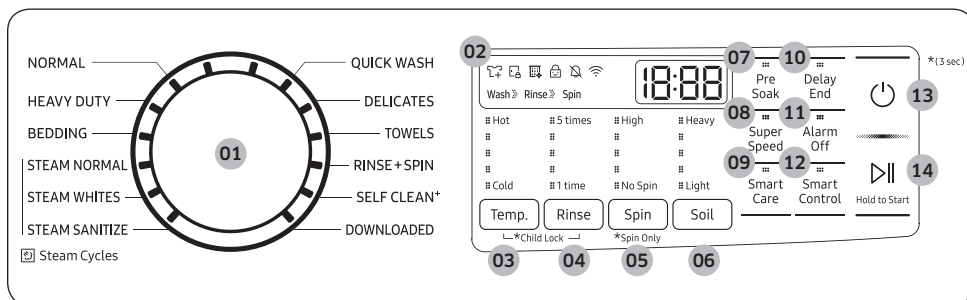 NORMAL
HEAVY DUTY
BEDDING
STEAM NORMAL
STEAM WHITES
STEAM SANITIZE
Steam Cycles
01
QUICK WASH
DELICATES
TOWELS
RINSE+SPIN
SELF CLEAN+
DOWNLOADED
02
18:88
Wash» Rinse» Spin
Hot 5 times High Heavy
Cold 1 time No Spin Light
Temp. Rinse Spin Soil
*Child Lock *Spin Only
03 04 05 06
07 10
Pre Soak
Delay End
08 11
Super Speed
Alarm Off
09 12
Smart Care
Smart Control
*(3 sec)
13
14
Hold to Start